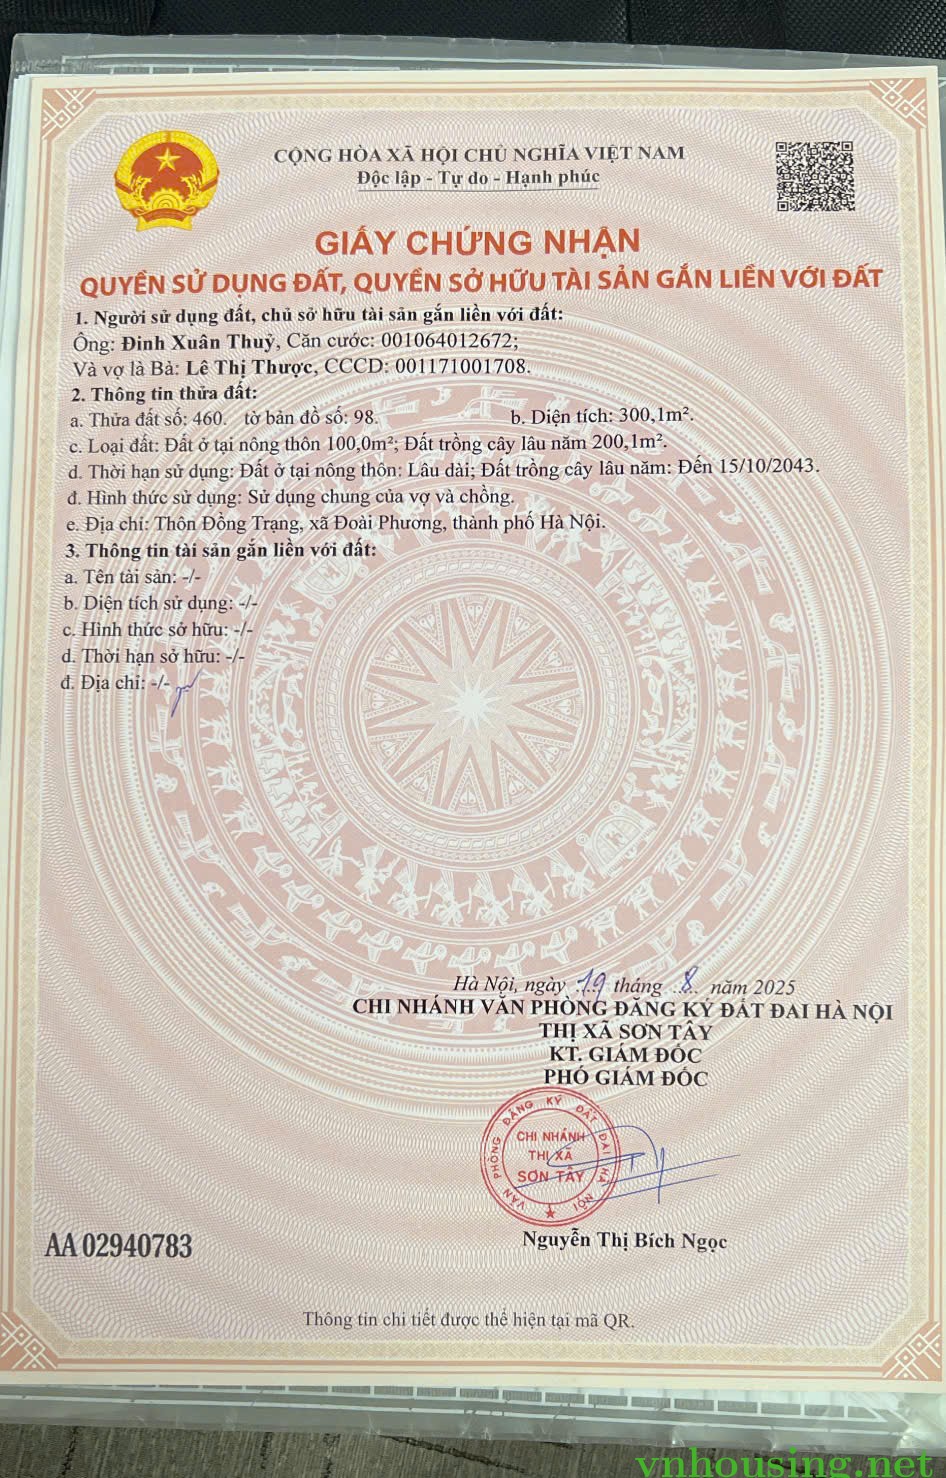 CỘNG HÒA XÃ HỘI CHỦ NGHĨA VIỆT NAM
Độc lập - Tự do - Hạnh phúc
GIẤY CHỨNG NHẬN
QUYỀN SỬ DỤNG ĐẤT, QUYỀN SỞ HỮU TÀI SẢN GẮN LIỀN VỚI ĐẤT
1. Người sử dụng đất, chủ sở hữu tài sản gắn liền với đất:
Ông: Đinh Xuân Thuỷ, Căn cước: 001064012672;
Và vợ là Bà: Lê Thị Thược, CCCD: 001171001708.
2. Thông tin thửa đất:
a. Thửa đất số: 460. tờ bản đồ số: 98. b. Diện tích: 300,1m².
c. Loại đất: Đất ở tại nông thôn 100,0m²; Đất trồng cây lâu năm 200,1m².
d. Thời hạn sử dụng: Đất ở tại nông thôn: Lâu dài; Đất trồng cây lâu năm: Đến 15/10/2043.
đ. Hình thức sử dụng: Sử dụng chung của vợ và chồng.
e. Địa chỉ: Thôn Đồng Trạng, xã Đoài Phương, thành phố Hà Nội.
3. Thông tin tài sản gắn liền với đất:
a. Tên tài sản: -/-
b. Diện tích sử dụng: -/-
c. Hình thức sở hữu: -/-
d. Thời hạn sở hữu: -/-
đ. Địa chỉ: -/-
Hà Nội, ngày 19 tháng 8 năm 2025
CHI NHÁNH VĂN PHÒNG ĐĂNG KÝ ĐẤT ĐAI HÀ NỘI
THỊ XÃ SƠN TÂY
KT. GIÁM ĐỐC
PHÓ GIÁM ĐỐC
VĂN PHÒNG ĐĂNG KÝ ĐẤT ĐAI HÀ NỘI
CHI NHÁNH
THỊ XÃ
SƠN TÂY
Nguyễn Thị Bích Ngọc
AA 02940783
Thông tin chi tiết được thể hiện tại mã QR.
vnhousing.net